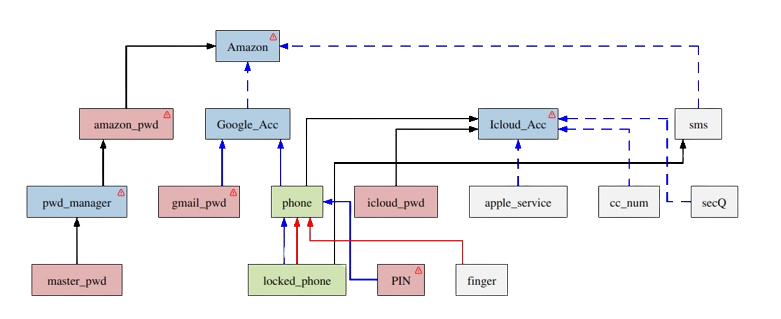 Amazon
amazon_pwd
Google_Acc
Icloud_Acc
sms
pwd_manager
gmail_pwd
phone
icloud_pwd
apple_service
cc_num
secQ
master_pwd
locked_phone
PIN
finger